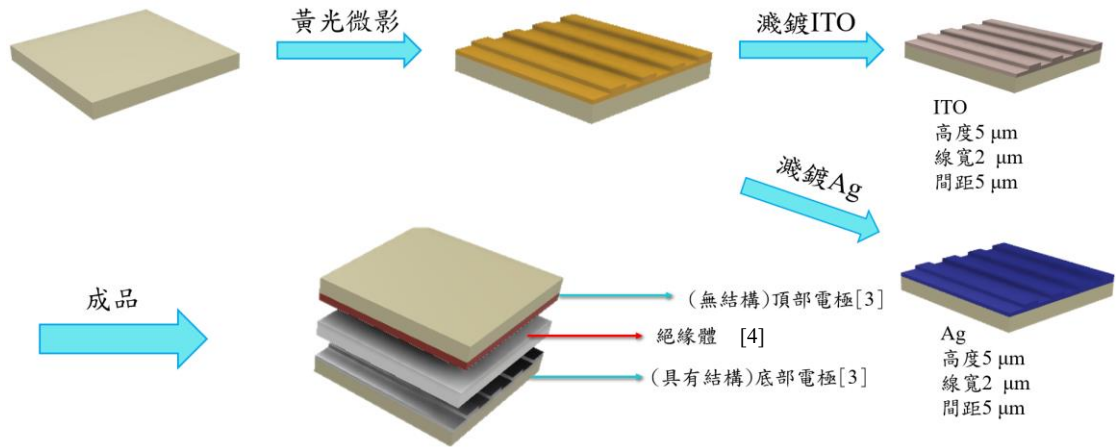 黃光微影
濺鍍ITO
ITO
高度5 μm
線寬2 μm
間距5 μm
濺鍍Ag
Ag
高度5 μm
線寬2 μm
間距5 μm
成品
(無結構)頂部電極[3]
絕緣體 [4]
(具有結構)底部電極[3]